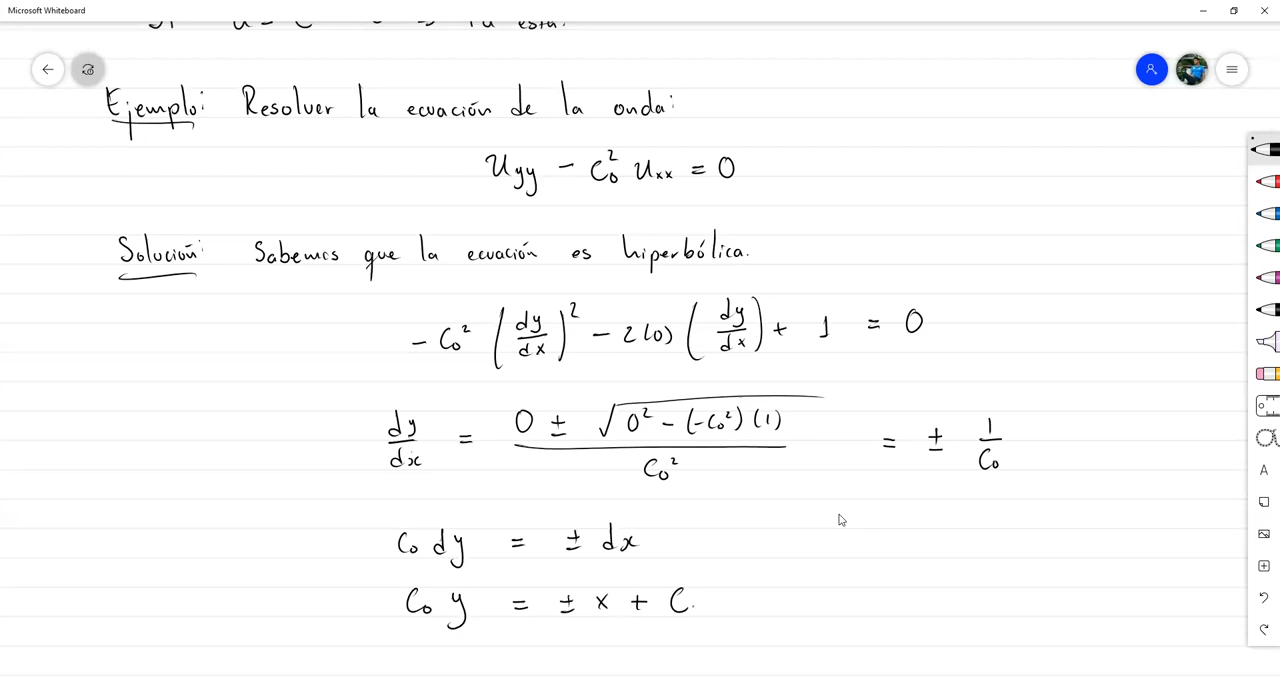 Microsoft Whiteboard
Ejemplo: Resolver la ecuación de la onda:
u_yy - C₀² u_xx = 0
Solución: Sabemos que la ecuación es hiperbólica.
- C₀² (dy/dx)² - 2(0) (dy/dx) + 1 = 0
dy/dx = (0 ± √(0² - (-C₀²)(1)))/C₀² = ± 1/C₀
C₀ dy = ± dx
C₀ y = ± x + C.